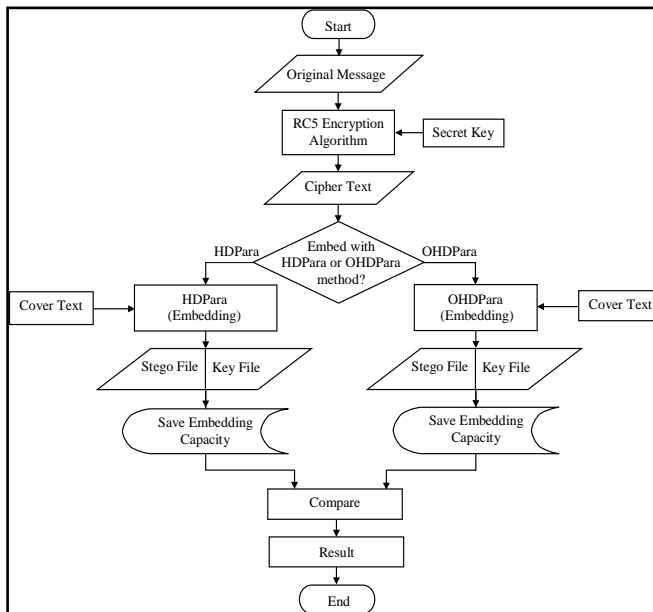 Start
Original Message
RC5 Encryption
Algorithm
Secret Key
Cipher Text
HDPara
Embed with
HDPara or OHDPara
method?
OHDPara
Cover Text
HDPara
(Embedding)
OHDPara
(Embedding)
Cover Text
Stego File
Key File
Stego File
Key File
Save Embedding
Capacity
Save Embedding
Capacity
Compare
Result
End